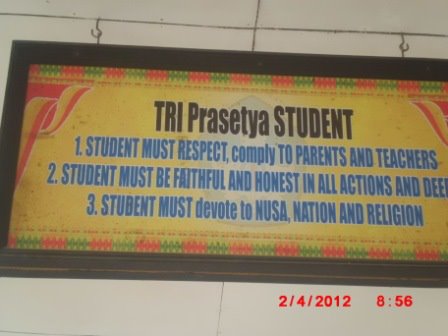 TRI Prasetya STUDENT
1. STUDENT MUST RESPECT, comply TO PARENTS AND TEACHERS
2. STUDENT MUST BE FAITHFUL AND HONEST IN ALL ACTIONS AND
3. STUDENT MUST devote to NUSA, NATION AND RELIGION
2/4/2012 8:56